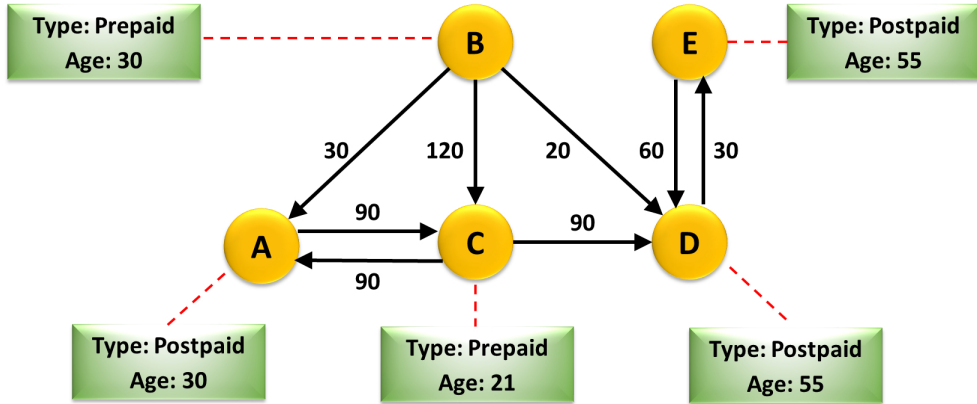 Type: Prepaid
Age: 30
B
E
Type: Postpaid
Age: 55
30
120
20
60
30
A
90
C
90
D
90
Type: Postpaid
Age: 30
Type: Prepaid
Age: 21
Type: Postpaid
Age: 55